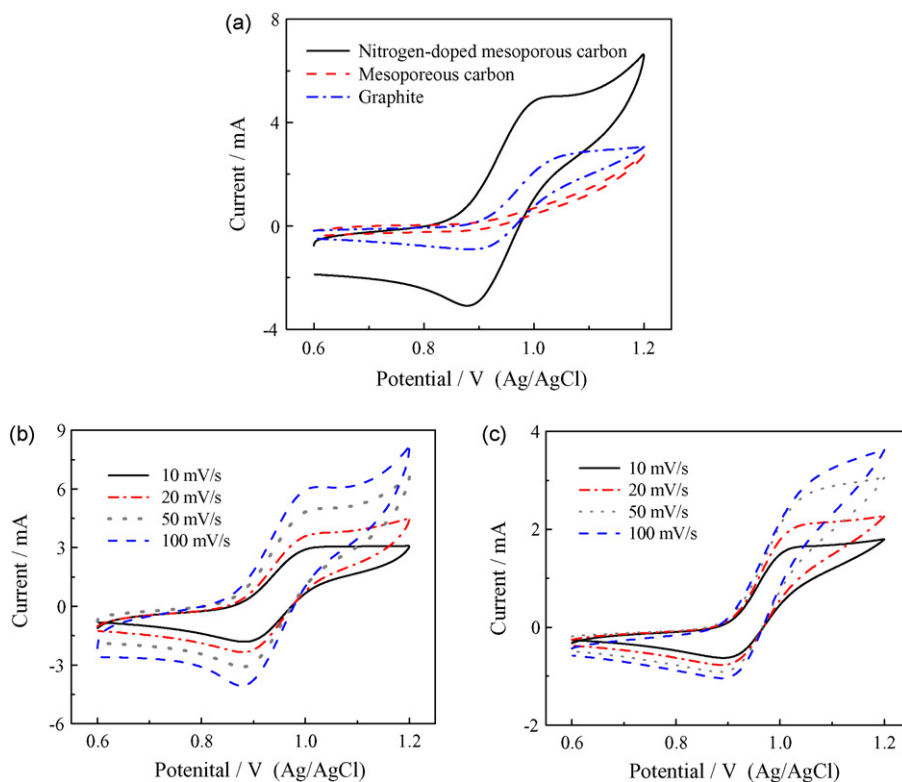 (a)
Nitrogen-doped mesoporous carbon
Mesoporeous carbon
Graphite
8
4
0
-4
Current / mA
0.6 0.8 1.0 1.2
Potential / V (Ag/AgCl)
(b)
10 mV/s
20 mV/s
50 mV/s
100 mV/s
9
6
3
0
-3
-6
Current / mA
0.6 0.8 1.0 1.2
Potenital / V (Ag/AgCl)
(c)
10 mV/s
20 mV/s
50 mV/s
100 mV/s
4
2
0
-2
Current / mA
0.6 0.8 1.0 1.2
Potential / V (Ag/AgCl)